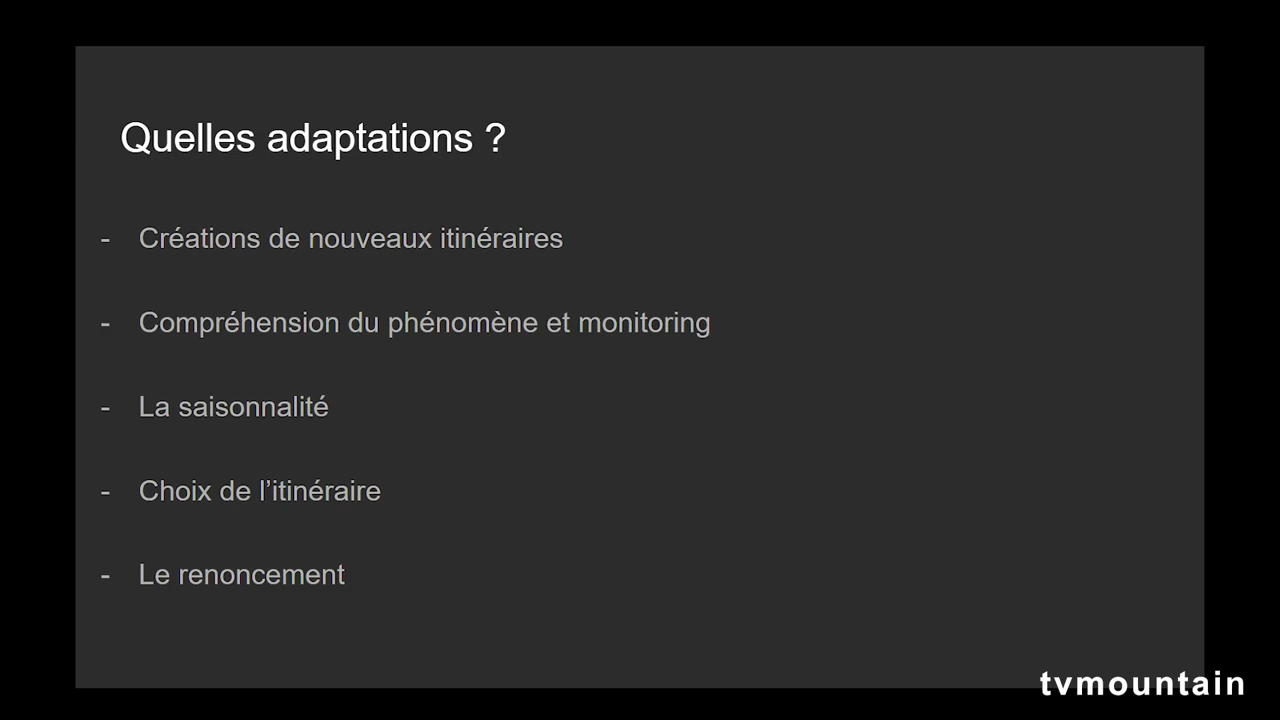 Quelles adaptations ?
- Créations de nouveaux itinéraires
- Compréhension du phénomène et monitoring
- La saisonnalité
- Choix de l’itinéraire
- Le renoncement
tvmountain